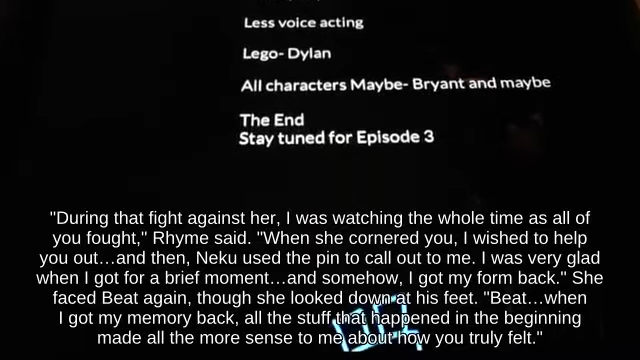 Less voice acting
Lego- Dylan
All characters Maybe- Bryant and maybe
The End
Stay tuned for Episode 3
"During that fight against her, I was watching the whole time as all of
you fought," Rhyme said. "When she cornered you, I wished to help
you out…and then, Neku used the pin to call out to me. I was very glad
when I got for a brief moment…and somehow, I got my form back." She
faced Beat again, though she looked down at his feet. "Beat…when
I got my memory back, all the stuff that happened in the beginning
made all the more sense to me about how you truly felt."